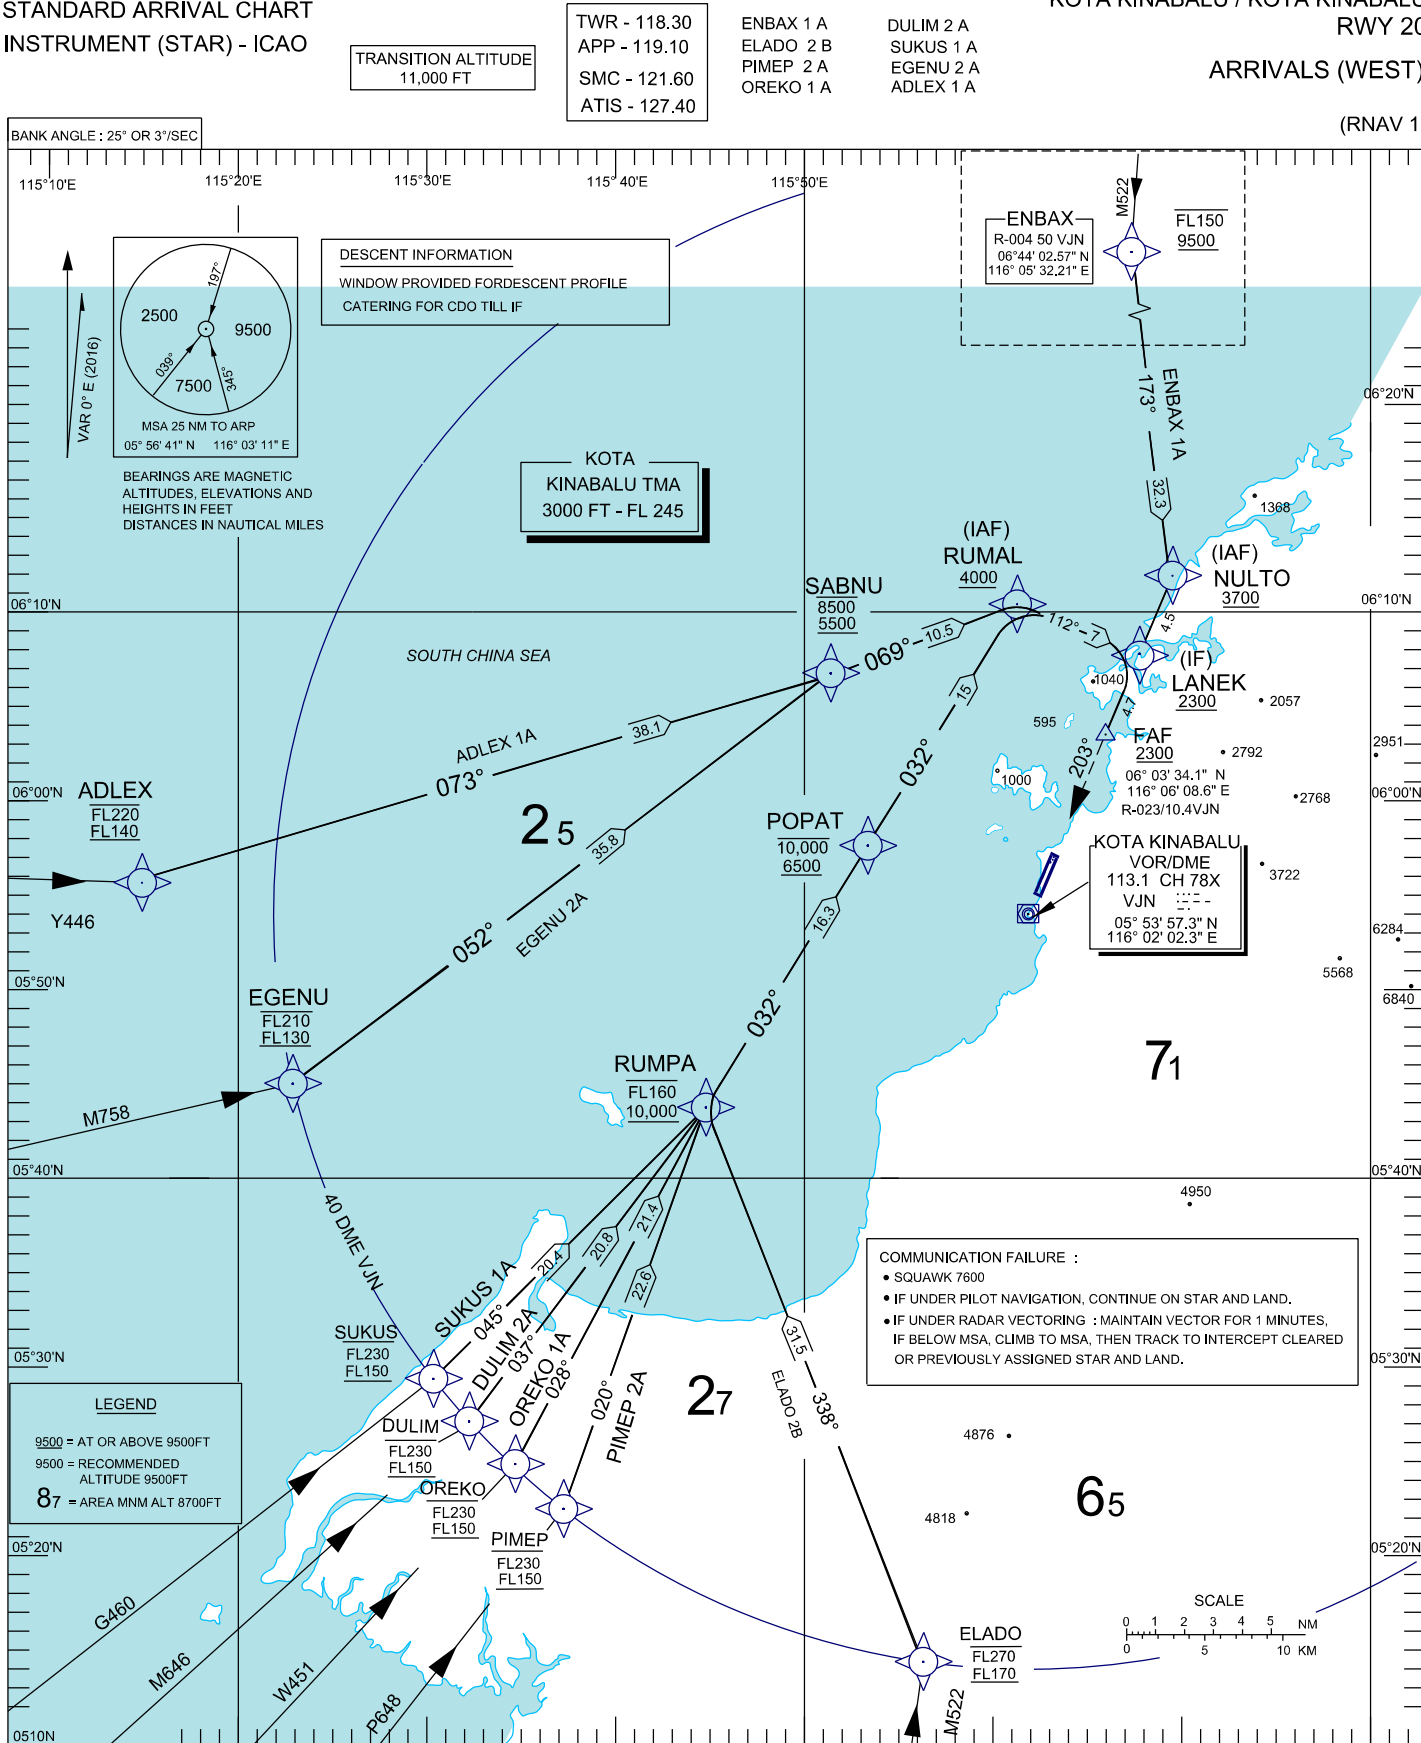 STANDARD ARRIVAL CHART
INSTRUMENT (STAR) - ICAO
TRANSITION ALTITUDE
11,000 FT
TWR - 118.30
APP - 119.10
SMC - 121.60
ATIS - 127.40
ENBAX 1 A
ELADO 2 B
PIMEP 2 A
OREKO 1 A
DULIM 2 A
SUKUS 1 A
EGENU 2 A
ADLEX 1 A
KOTA KINABALU / KOTA KINABALU
RWY 20
ARRIVALS (WEST)
(RNAV 1
BANK ANGLE : 25° OR 3°/SEC
115°10'E
115°20'E
115°30'E
115°40'E
115°50'E
M522
ENBAX
R-004 50 VJN
06°44' 02.57" N
116° 05' 32.21" E
FL150
9500
VAR 0° E (2016)
197°
2500
9500
039°
345°
7500
MSA 25 NM TO ARP
05° 56' 41" N 116° 03' 11" E
DESCENT INFORMATION
WINDOW PROVIDED FORDESCENT PROFILE
CATERING FOR CDO TILL IF
BEARINGS ARE MAGNETIC
ALTITUDES, ELEVATIONS AND
HEIGHTS IN FEET
DISTANCES IN NAUTICAL MILES
KOTA
KINABALU TMA
3000 FT - FL 245
173°
ENBAX 1A
32.3
06°20'N
1368
(IAF)
RUMAL
4000
(IAF)
NULTO
3700
SABNU
8500
5500
06°10'N
06°10'N
SOUTH CHINA SEA
069°
10.5
112°
7
4.5
(IF)
LANEK
2300
1040
4.7
2057
595
15
38.1
ADLEX 1A
073°
032°
FAF
2300
06° 03' 34.1" N
116° 06' 08.6" E
R-023/10.4VJN
203°
2792
2951
1000
2768
ADLEX
FL220
FL140
06°00'N
06°00'N
Y446
25
35.8
POPAT
10,000
6500
KOTA KINABALU
VOR/DME
113.1 CH 78X
VJN
05° 53' 57.3" N
116° 02' 02.3" E
3722
6284
5568
6840
052°
EGENU 2A
16.3
032°
05°50'N
EGENU
FL210
FL130
M758
RUMPA
FL160
10,000
71
05°40'N
05°40'N
4950
40 DME VJN
21.4
20.8
20.4
22.6
SUKUS 1A
045°
DULIM 2A
037°
OREKO 1A
028°
020°
PIMEP 2A
31.5
ELADO 2B
338°
COMMUNICATION FAILURE :
• SQUAWK 7600
• IF UNDER PILOT NAVIGATION, CONTINUE ON STAR AND LAND.
• IF UNDER RADAR VECTORING : MAINTAIN VECTOR FOR 1 MINUTES,
IF BELOW MSA, CLIMB TO MSA, THEN TRACK TO INTERCEPT CLEARED
OR PREVIOUSLY ASSIGNED STAR AND LAND.
SUKUS
FL230
FL150
05°30'N
05°30'N
27
LEGEND
9500 = AT OR ABOVE 9500FT
9500 = RECOMMENDED
ALTITUDE 9500FT
87 = AREA MNM ALT 8700FT
DULIM
FL230
FL150
OREKO
FL230
FL150
PIMEP
FL230
FL150
4876
65
4818
05°20'N
05°20'N
G460
M646
W451
P648
M522
ELADO
FL270
FL170
SCALE
0 1 2 3 4 5 NM
0 5 10 KM
0510'N